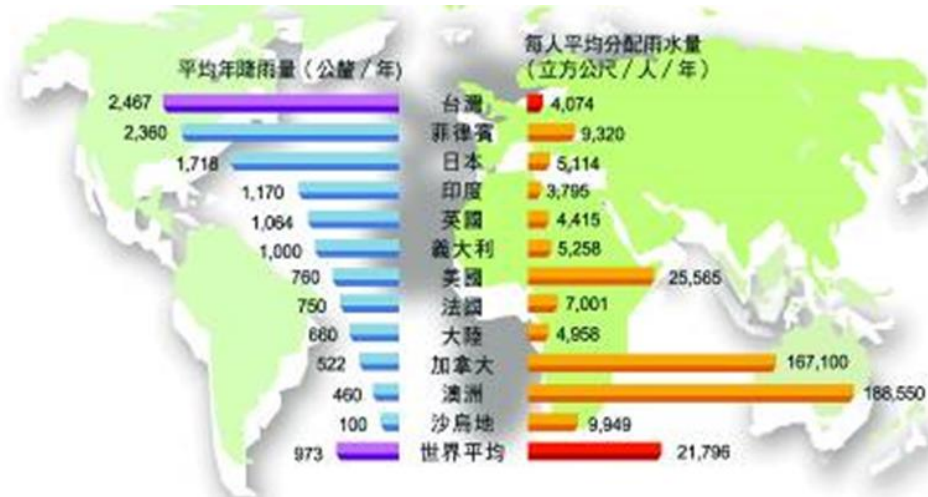 平均年降雨量（公釐／年）
每人平均分配雨水量
（立方公尺／人／年）
2,467 台灣 4,074
2,360 菲律賓 9,320
1,718 日本 5,114
1,170 印度 3,795
1,064 英國 4,415
1,000 義大利 5,258
760 美國 25,565
750 法國 7,001
660 大陸 4,958
522 加拿大 167,100
460 澳洲 188,550
100 沙烏地 9,949
973 世界平均 21,796